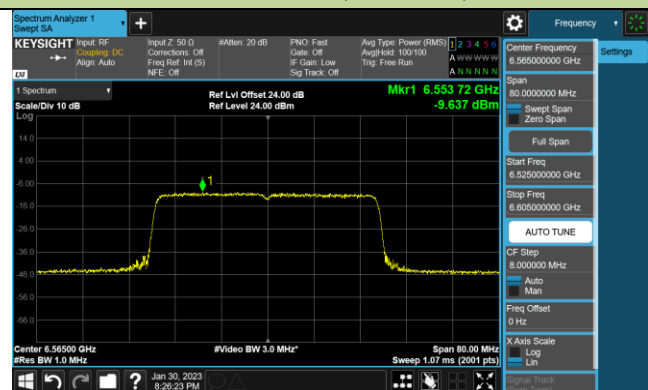 Spectrum Analyzer 1
Swept SA
Frequency
KEYSIGHT
Input: RF
Coupling: DC
Align: Auto
Input Z: 50 Ω
Corrections: Off
Freq Ref: Int (S)
NFE: Off
#Atten: 20 dB
PNO: Fast
Gate: Off
IF Gain: Low
Sig Track: Off
Avg Type: Power (RMS)
Avg|Hold: 100/100
Trig: Free Run
1 2 3 4 5 6
A W W W W W
A N N N N N
LXI
1 Spectrum
Scale/Div 10 dB
Log
Ref Lvl Offset 24.00 dB
Ref Level 24.00 dBm
Mkr1 6.553 72 GHz
-9.637 dBm
14.0
4.00
-6.00
-16.0
-26.0
-36.0
-46.0
-56.0
-66.0
1
Center 6.56500 GHz
#Res BW 1.0 MHz
#Video BW 3.0 MHz*
Span 80.00 MHz
Sweep 1.07 ms (2001 pts)
Jan 30, 2023
8:26:23 PM
Center Frequency
6.565000000 GHz
Settings
Span
80.0000000 MHz
Swept Span
Zero Span
Full Span
Start Freq
6.525000000 GHz
Stop Freq
6.605000000 GHz
AUTO TUNE
CF Step
8.000000 MHz
Auto
Man
Freq Offset
0 Hz
X Axis Scale
Log
Lin
Signal Track